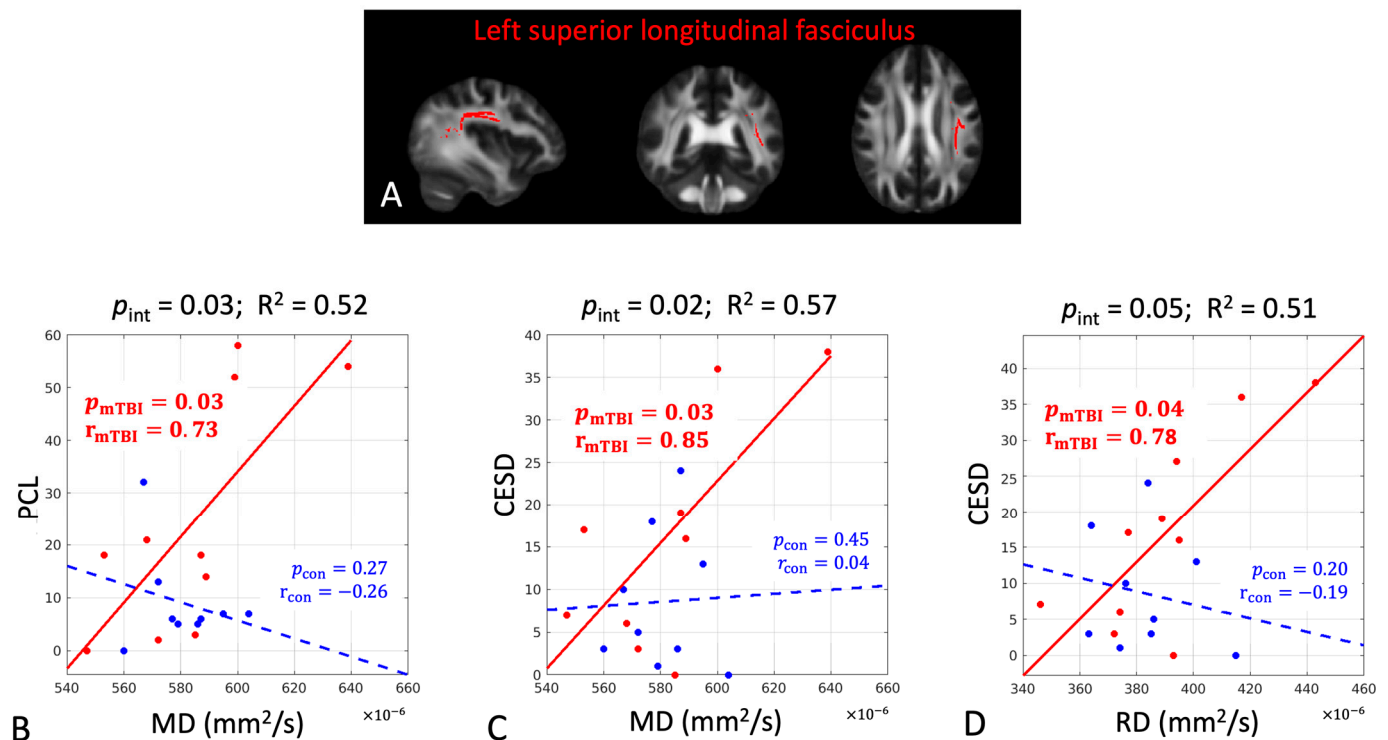 Left superior longitudinal fasciculus
A
p_int = 0.03; R² = 0.52
60
50
40
30
20
10
0
PCL
p_mTBI = 0.03
r_mTBI = 0.73
p_con = 0.27
r_con = −0.26
540 560 580 600 620 640 660
×10⁻⁶
MD (mm²/s)
B
p_int = 0.02; R² = 0.57
40
35
30
25
20
15
10
5
0
CESD
p_mTBI = 0.03
r_mTBI = 0.85
p_con = 0.45
r_con = 0.04
540 560 580 600 620 640 660
×10⁻⁶
MD (mm²/s)
C
p_int = 0.05; R² = 0.51
40
35
30
25
20
15
10
5
0
CESD
p_mTBI = 0.04
r_mTBI = 0.78
p_con = 0.20
r_con = −0.19
340 360 380 400 420 440 460
×10⁻⁶
RD (mm²/s)
D